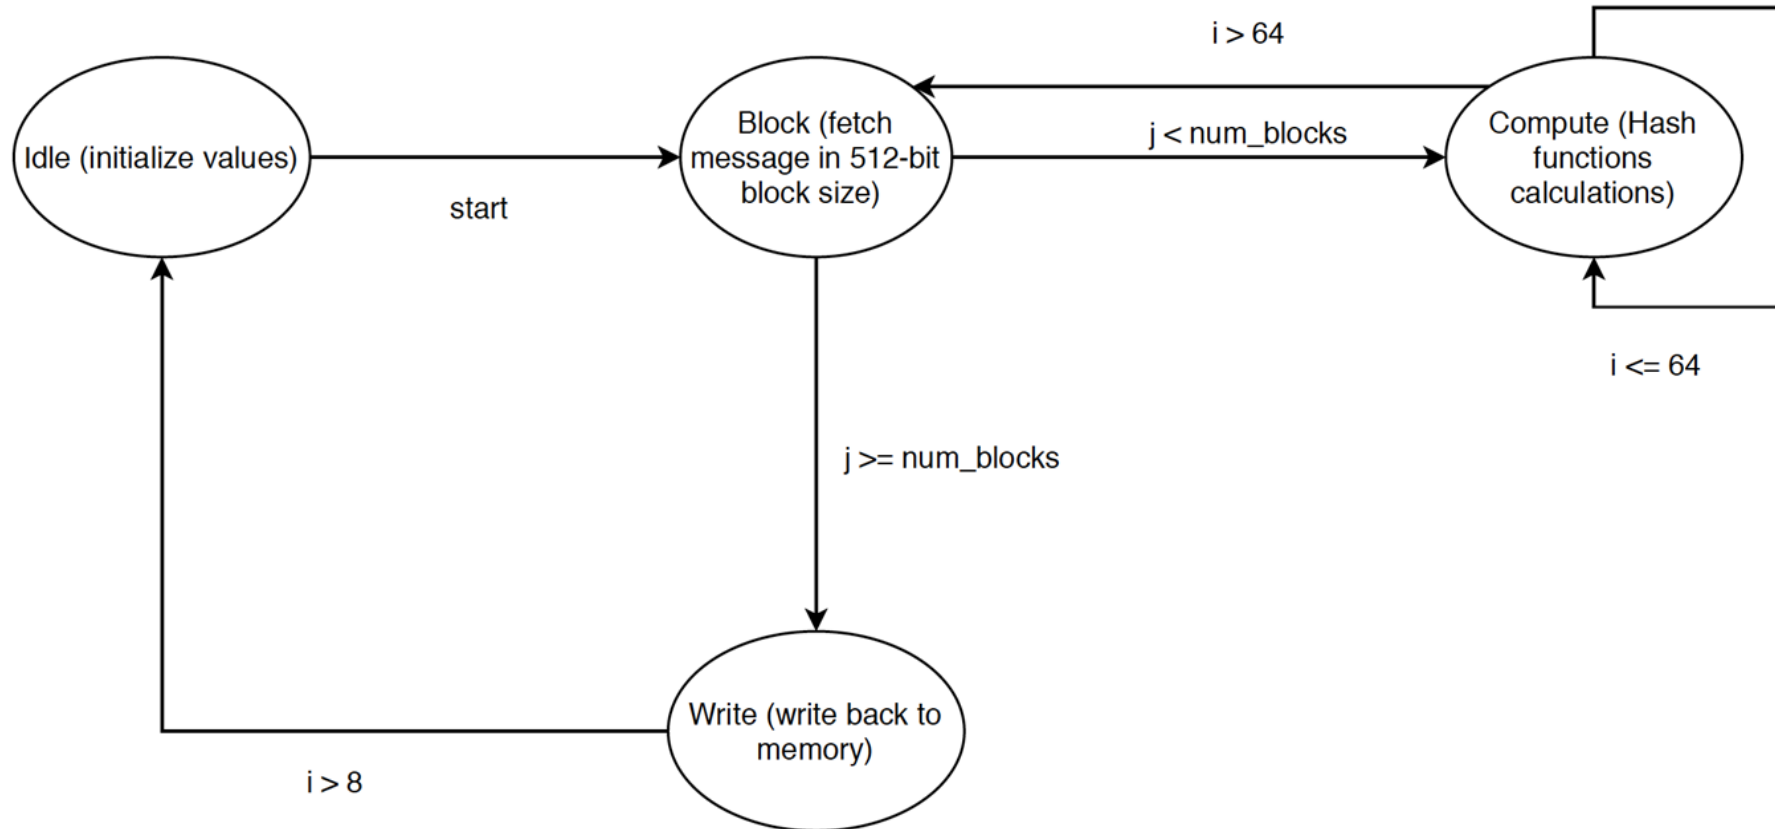 i > 64
Idle (initialize values)
start
Block (fetch
message in 512-bit
block size)
j < num_blocks
Compute (Hash
functions
calculations)
i <= 64
j >= num_blocks
Write (write back to
memory)
i > 8